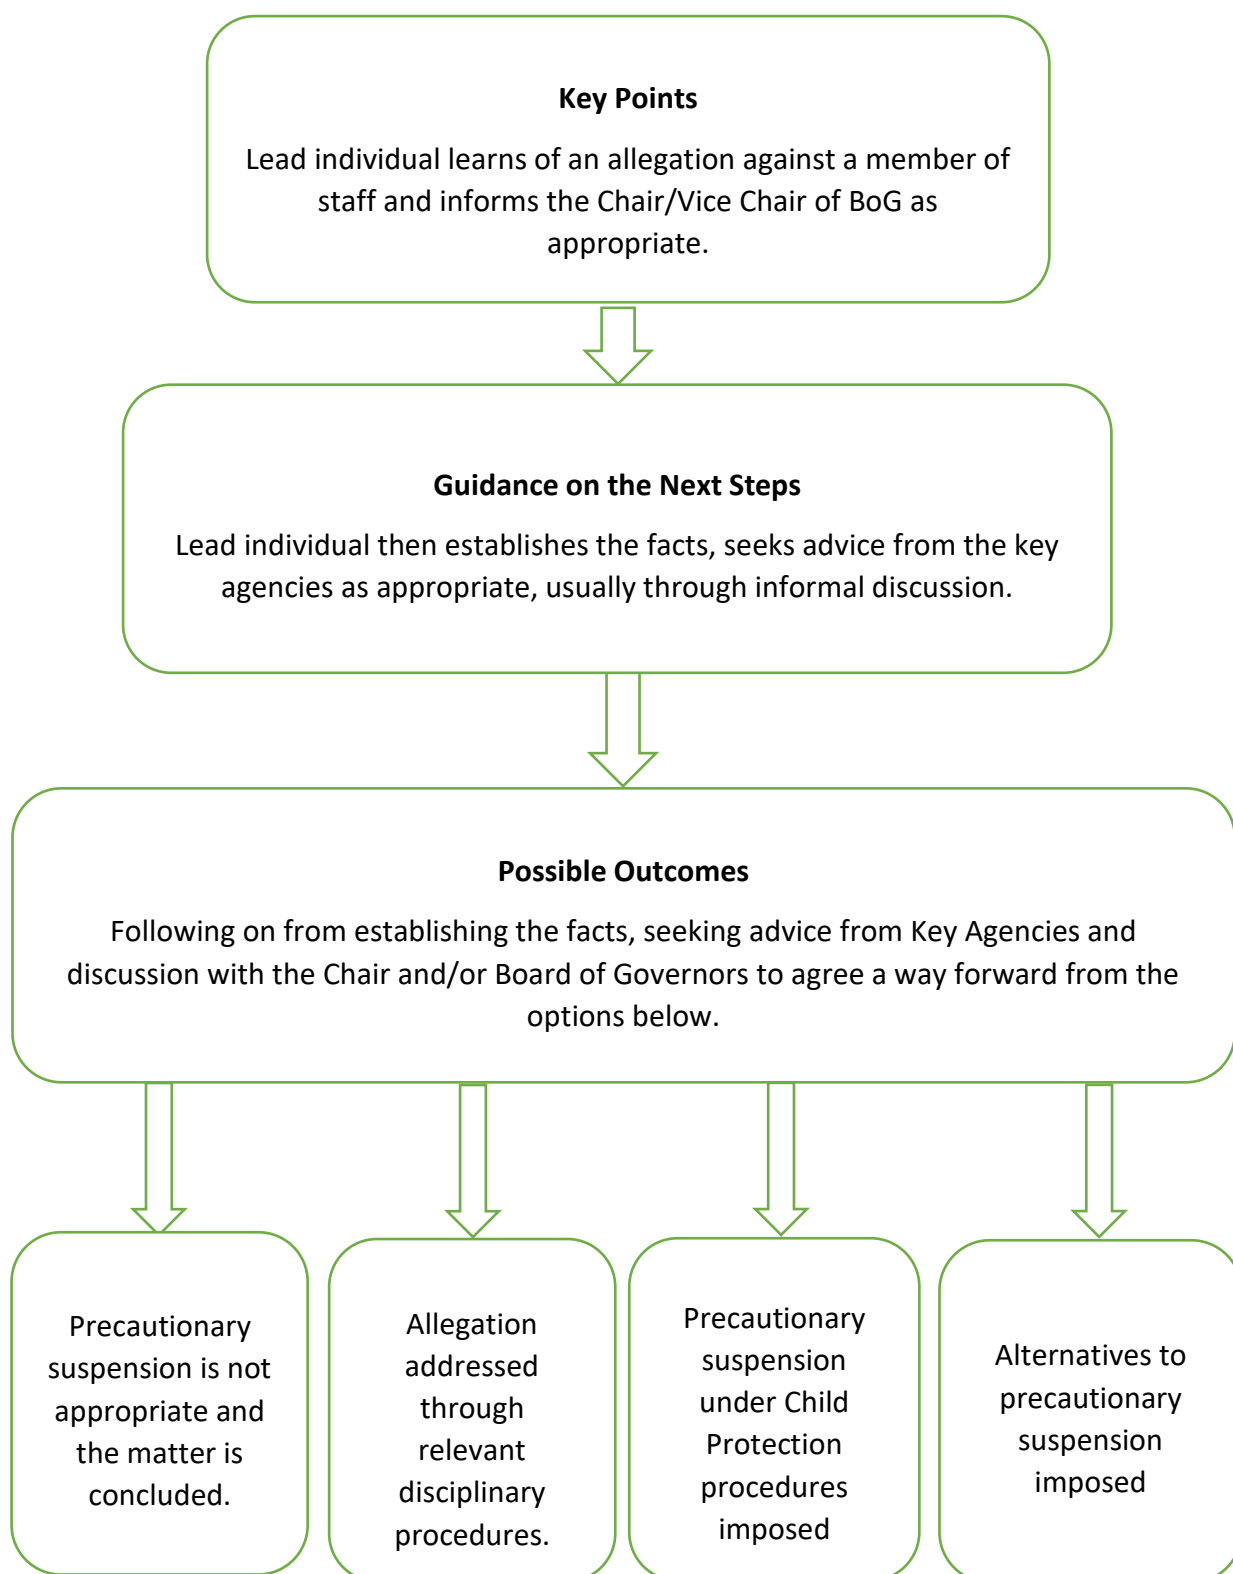 Key Points
Lead individual learns of an allegation against a member of
staff and informs the Chair/Vice Chair of BoG as
appropriate.
Guidance on the Next Steps
Lead individual then establishes the facts, seeks advice from the key
agencies as appropriate, usually through informal discussion.
Possible Outcomes
Following on from establishing the facts, seeking advice from Key Agencies and
discussion with the Chair and/or Board of Governors to agree a way forward from the
options below.
Precautionary
suspension is not
appropriate and
the matter is
concluded.
Allegation
addressed
through
relevant
disciplinary
procedures.
Precautionary
suspension
under Child
Protection
procedures
imposed
Alternatives to
precautionary
suspension
imposed